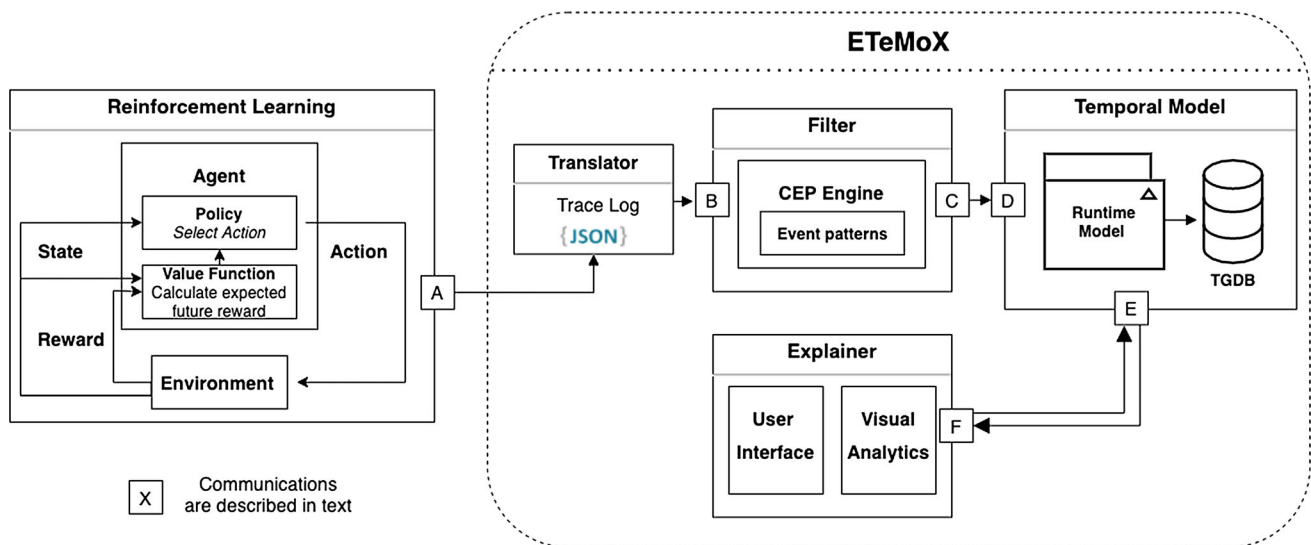 ETeMoX
Reinforcement Learning
Agent
Policy
Select Action
State
Action
Value Function
Calculate expected
future reward
Reward
Environment
A
Translator
Trace Log
{JSON}
B
Filter
CEP Engine
Event patterns
C
D
Temporal Model
Runtime
Model
TGDB
E
Explainer
User
Interface
Visual
Analytics
F
X
Communications
are described in text